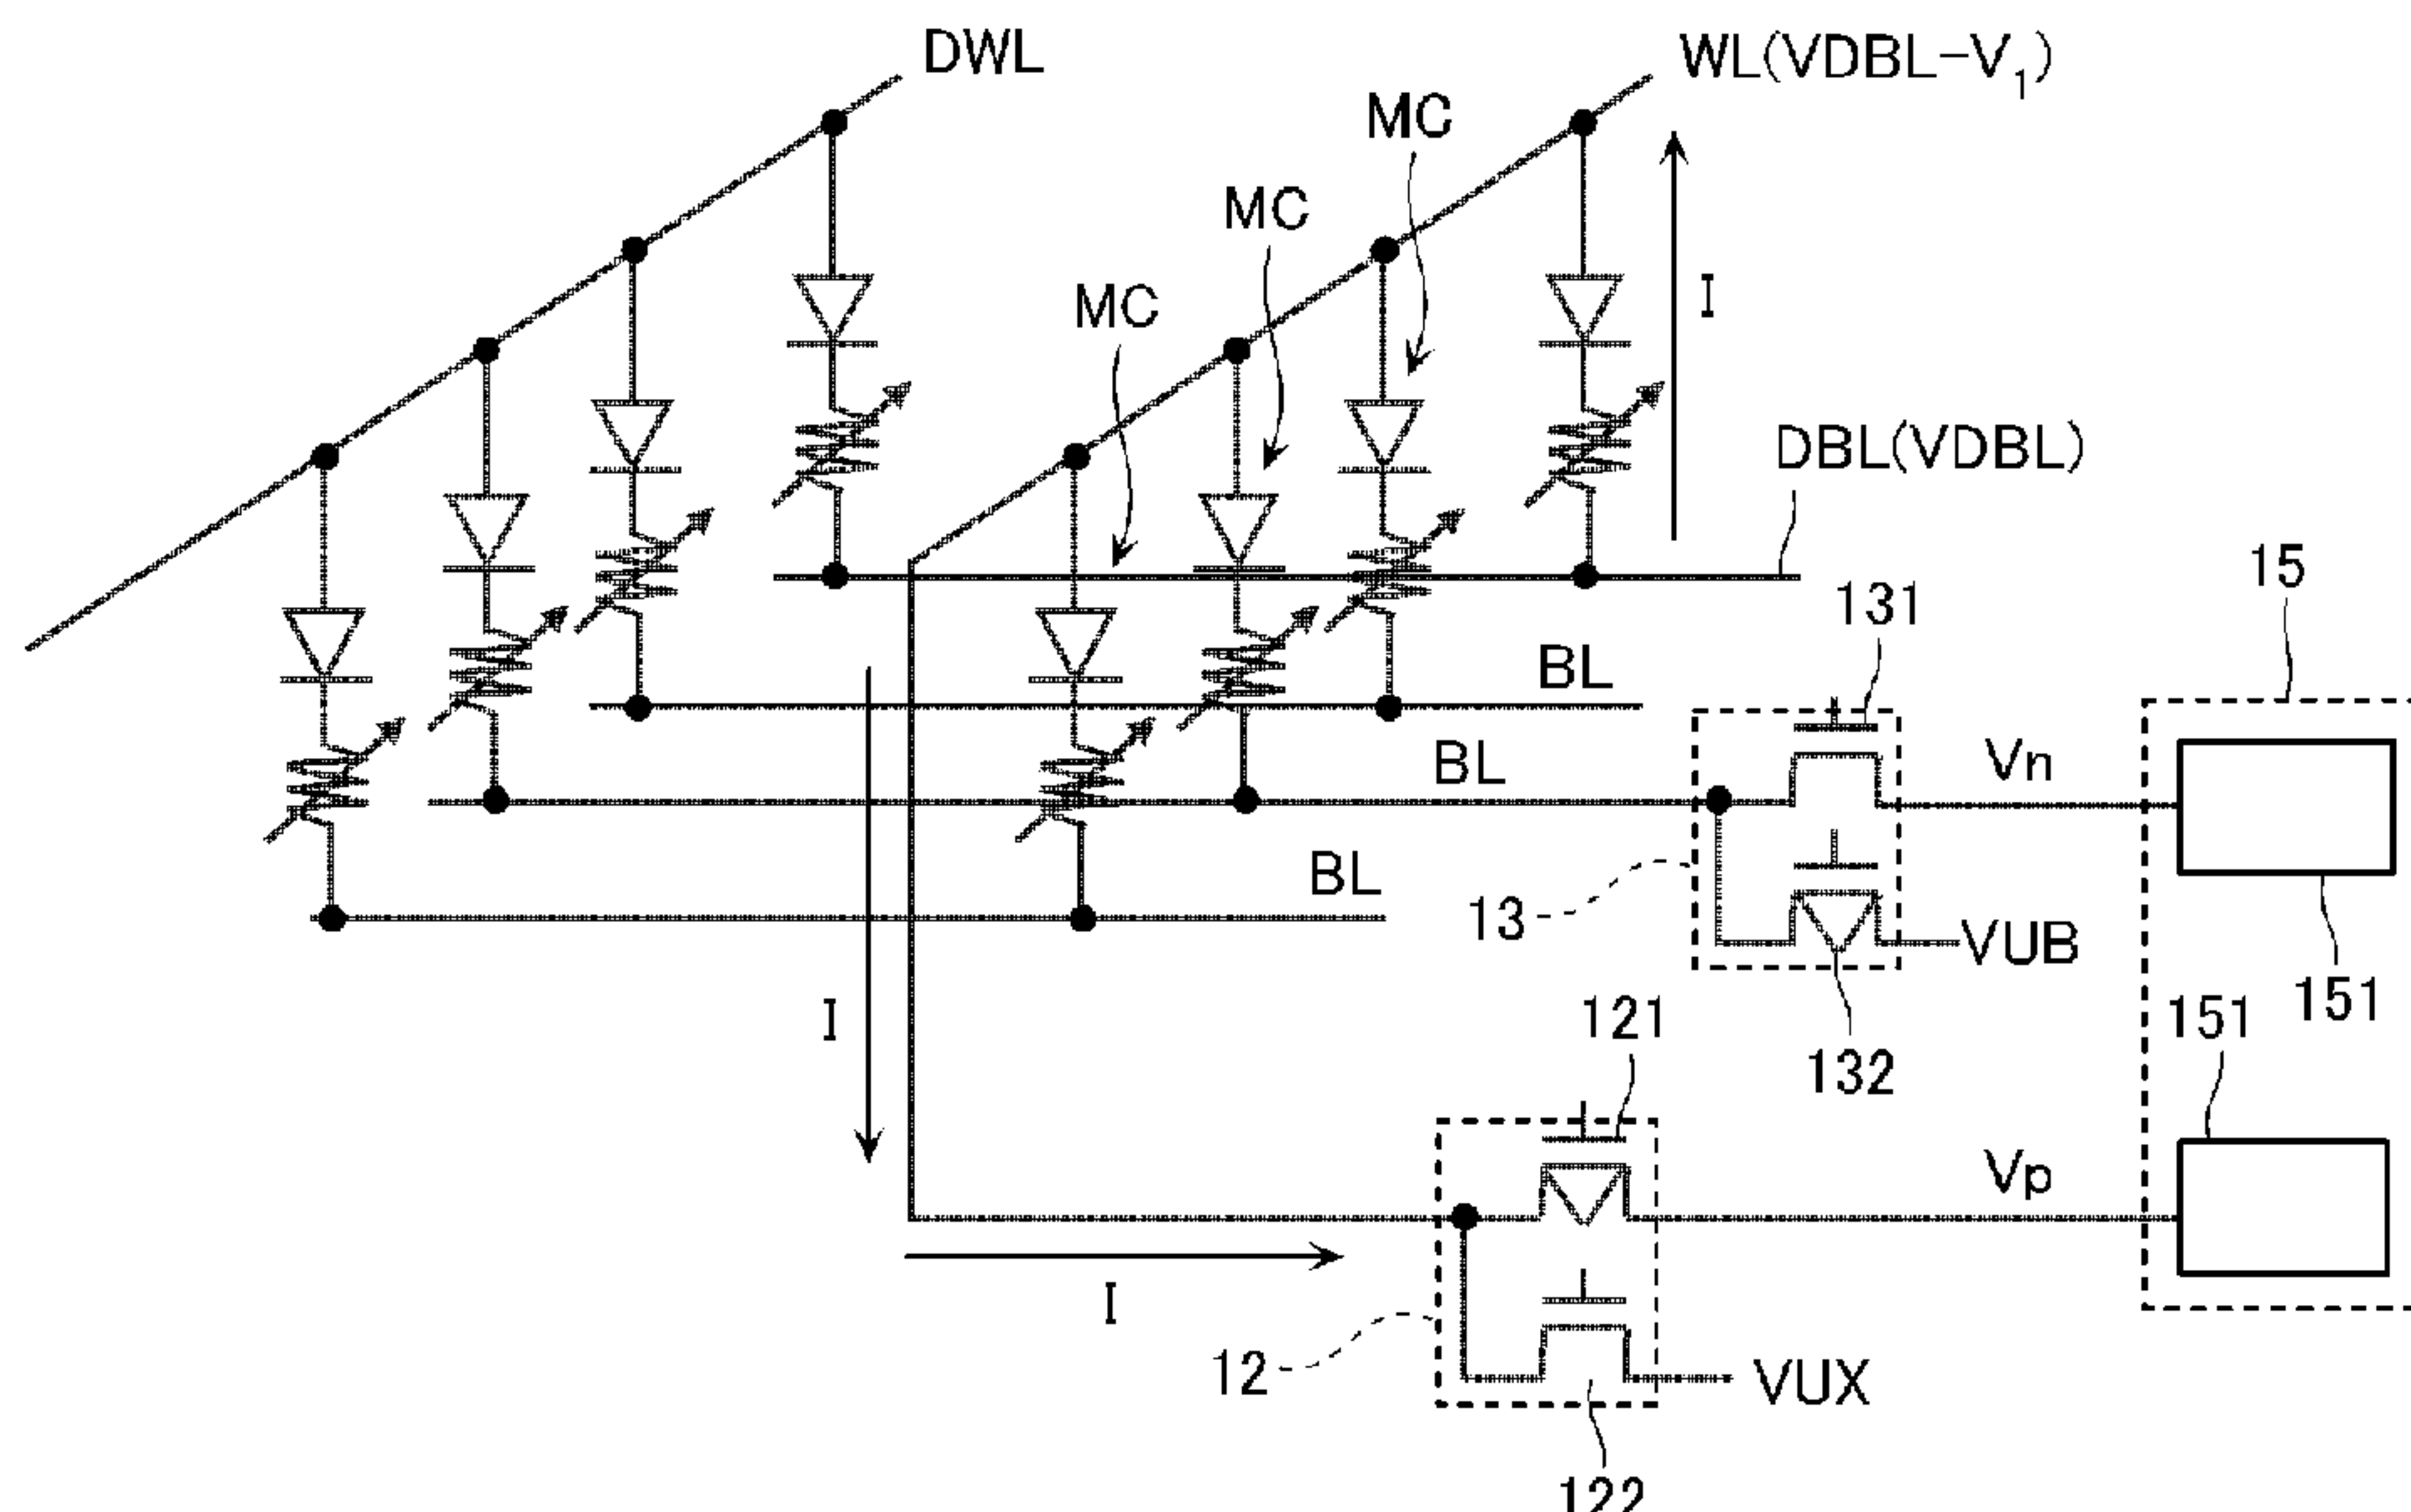 DWL
WL(VDBL-V1)
MC
MC
MC
I
DBL(VDBL)
15
131
BL
Vn
BL
BL
13
VUB
151
I
121
132
151
Vp
I
12
VUX
122